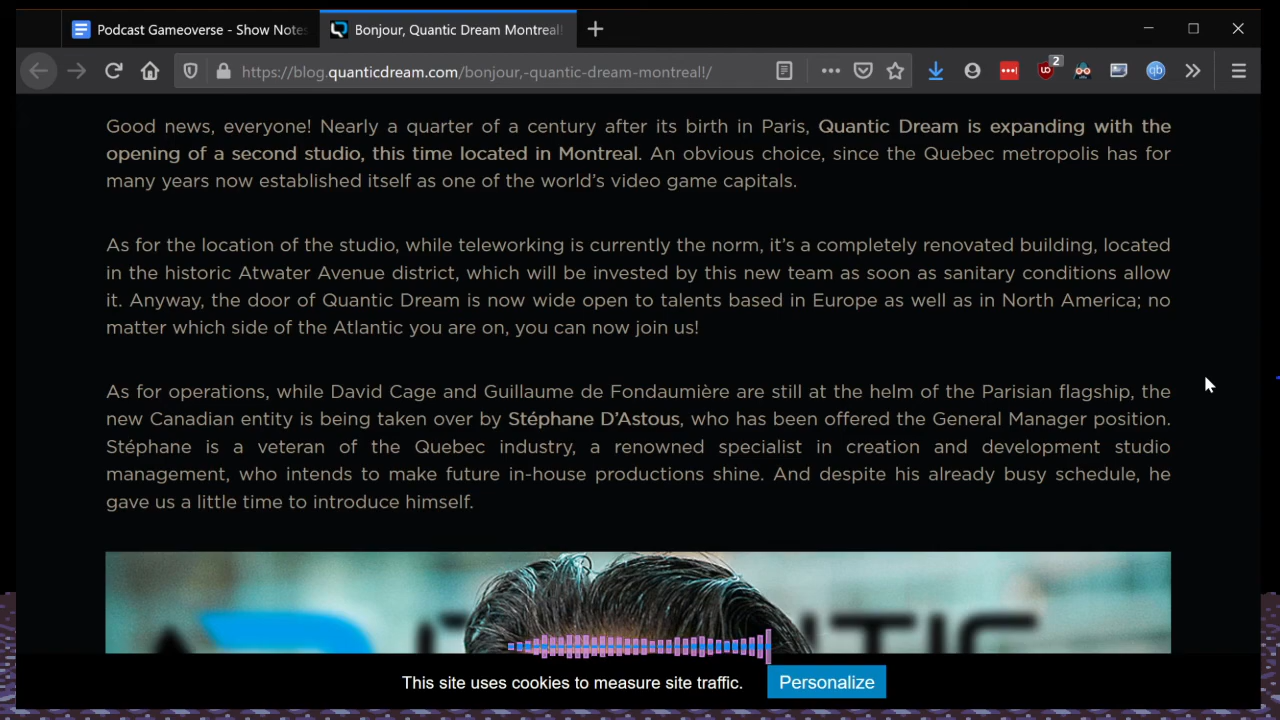 Podcast Gameoverse - Show Notes
Bonjour, Quantic Dream Montreal!
https://blog.quanticdream.com/bonjour,-quantic-dream-montreal!/
2
qb
Good news, everyone! Nearly a quarter of a century after its birth in Paris, Quantic Dream is expanding with the
opening of a second studio, this time located in Montreal. An obvious choice, since the Quebec metropolis has for
many years now established itself as one of the world's video game capitals.
As for the location of the studio, while teleworking is currently the norm, it's a completely renovated building, located
in the historic Atwater Avenue district, which will be invested by this new team as soon as sanitary conditions allow
it. Anyway, the door of Quantic Dream is now wide open to talents based in Europe as well as in North America; no
matter which side of the Atlantic you are on, you can now join us!
As for operations, while David Cage and Guillaume de Fondaumière are still at the helm of the Parisian flagship, the
new Canadian entity is being taken over by Stéphane D'Astous, who has been offered the General Manager position.
Stéphane is a veteran of the Quebec industry, a renowned specialist in creation and development studio
management, who intends to make future in-house productions shine. And despite his already busy schedule, he
gave us a little time to introduce himself.
This site uses cookies to measure site traffic.
Personalize